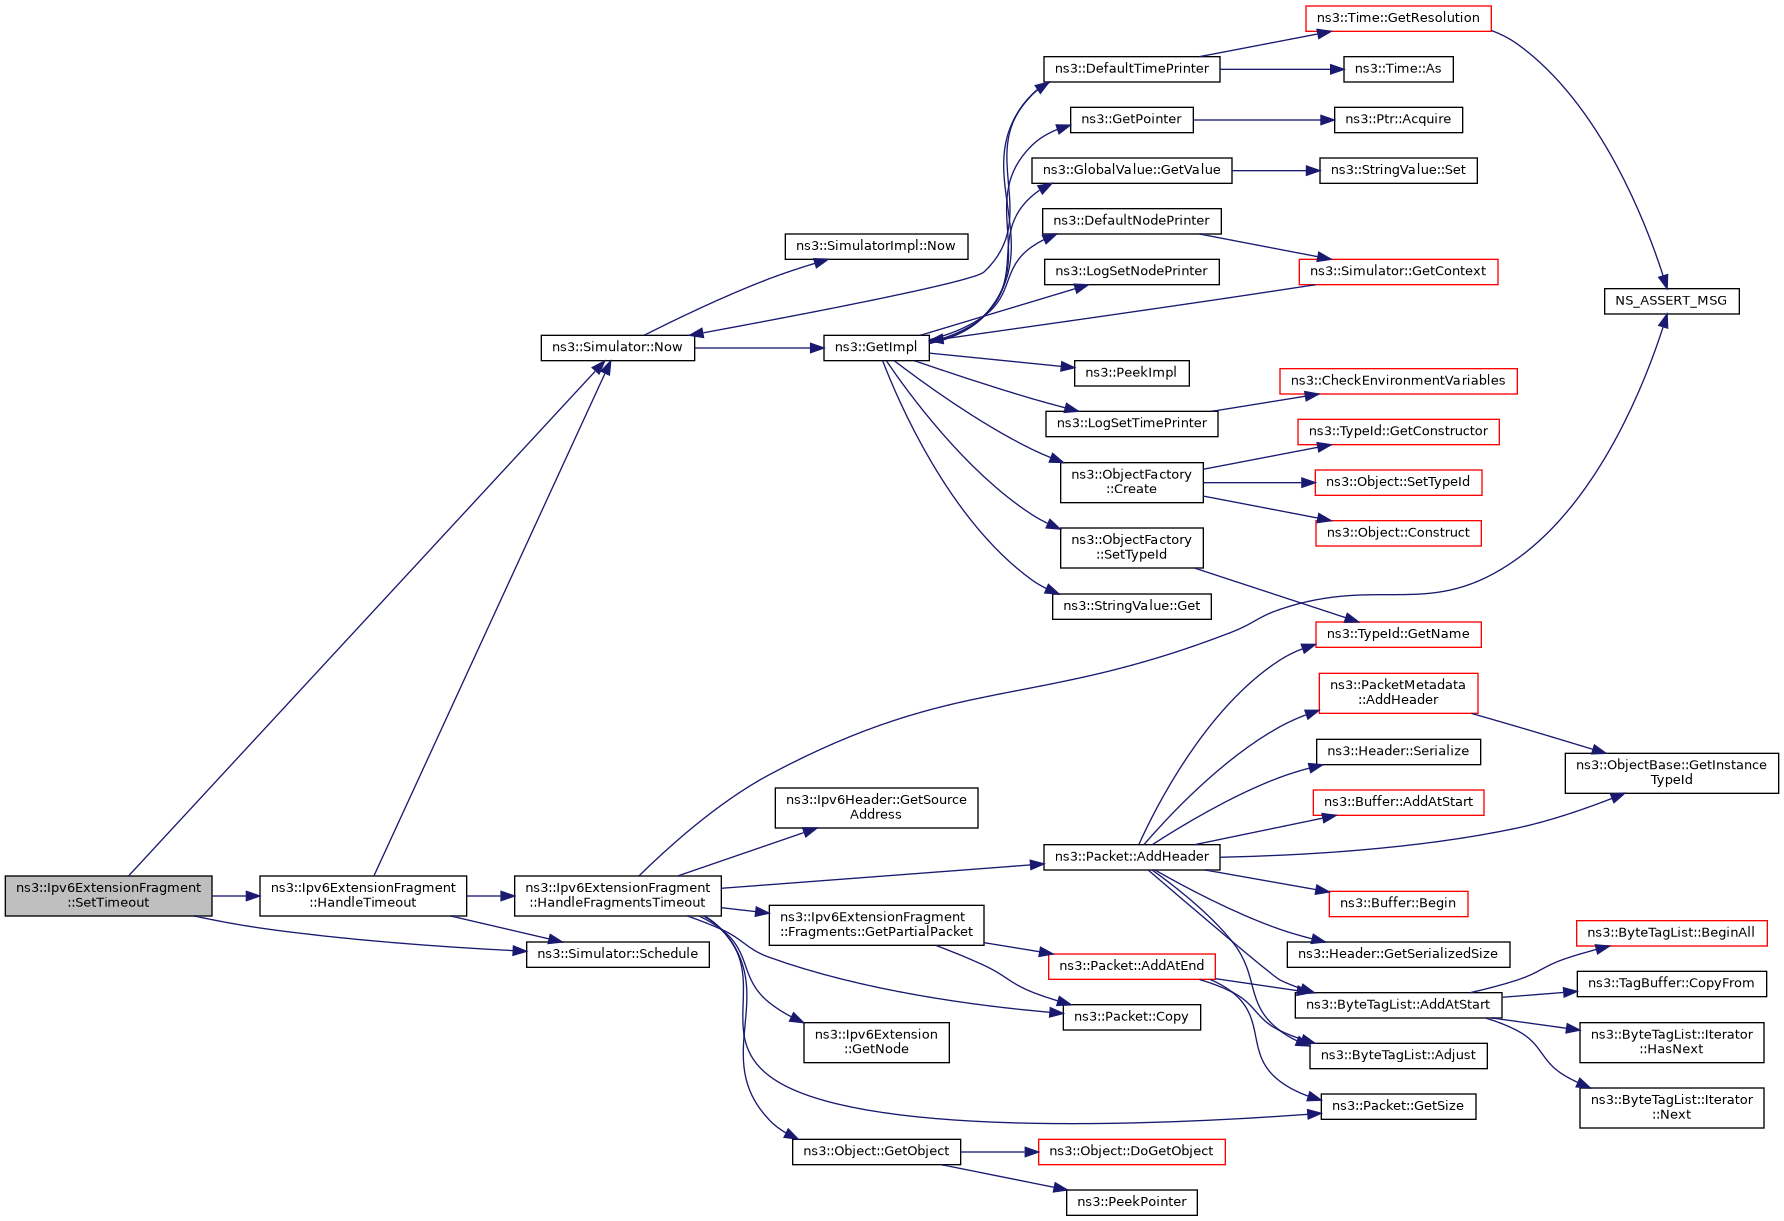 ns3::Ipv6ExtensionFragment
::SetTimeout
ns3::Ipv6ExtensionFragment
::HandleTimeout
ns3::Simulator::Now
ns3::Simulator::Schedule
ns3::Ipv6ExtensionFragment
::HandleFragmentsTimeout
ns3::SimulatorImpl::Now
ns3::GetImpl
ns3::Ipv6Header::GetSource
Address
ns3::Ipv6ExtensionFragment
::Fragments::GetPartialPacket
ns3::Ipv6Extension
::GetNode
ns3::Object::GetObject
ns3::DefaultTimePrinter
ns3::GetPointer
ns3::GlobalValue::GetValue
ns3::DefaultNodePrinter
ns3::LogSetNodePrinter
ns3::PeekImpl
ns3::LogSetTimePrinter
ns3::ObjectFactory
::Create
ns3::ObjectFactory
::SetTypeId
ns3::StringValue::Get
ns3::Packet::AddHeader
ns3::Packet::AddAtEnd
ns3::Packet::Copy
ns3::Object::DoGetObject
ns3::PeekPointer
ns3::Time::GetResolution
ns3::Time::As
ns3::Ptr::Acquire
ns3::StringValue::Set
ns3::Simulator::GetContext
ns3::CheckEnvironmentVariables
ns3::TypeId::GetConstructor
ns3::Object::SetTypeId
ns3::Object::Construct
ns3::TypeId::GetName
ns3::PacketMetadata
::AddHeader
ns3::Header::Serialize
ns3::Buffer::AddAtStart
ns3::Buffer::Begin
ns3::Header::GetSerializedSize
ns3::ByteTagList::AddAtStart
ns3::ByteTagList::Adjust
ns3::Packet::GetSize
NS_ASSERT_MSG
ns3::ObjectBase::GetInstance
TypeId
ns3::ByteTagList::BeginAll
ns3::TagBuffer::CopyFrom
ns3::ByteTagList::Iterator
::HasNext
ns3::ByteTagList::Iterator
::Next